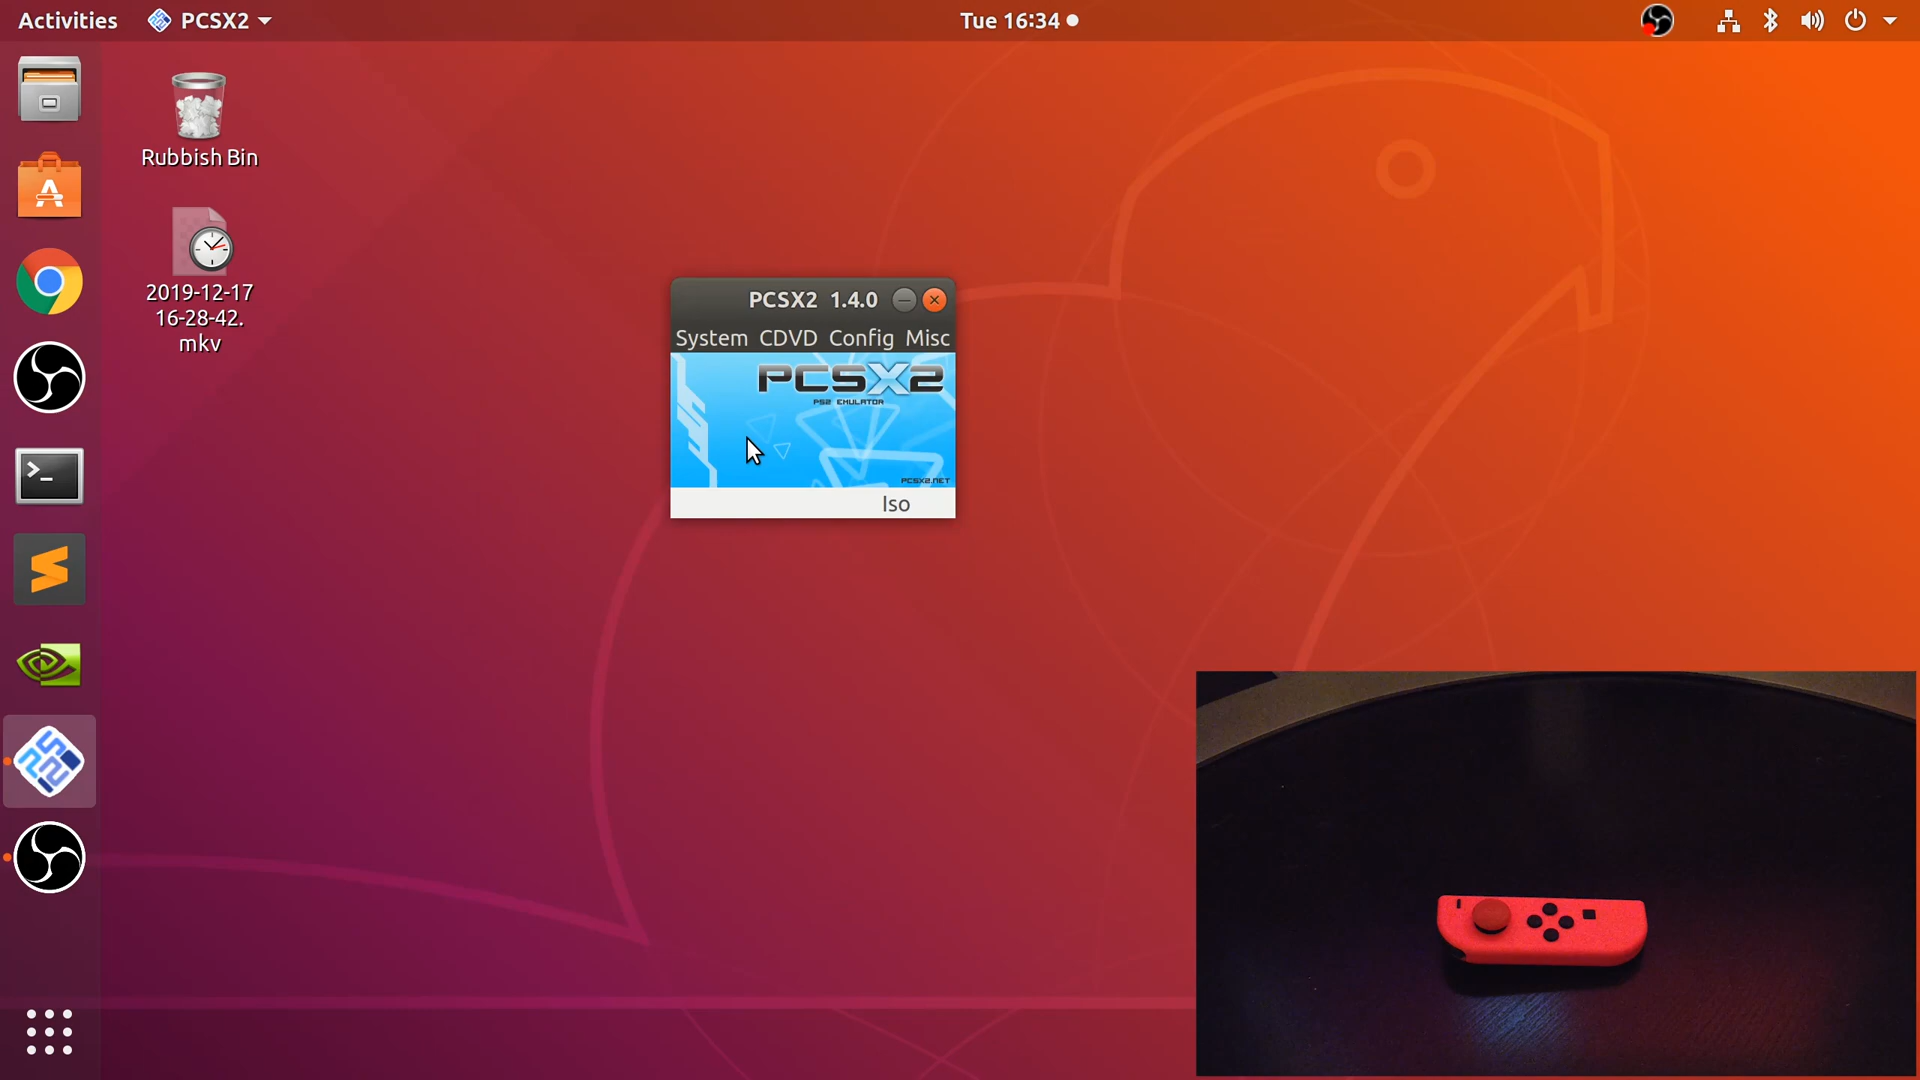 Activities
PCSX2
Tue 16:34
Rubbish Bin
2019-12-17
16-28-42.
mkv
PCSX2 1.4.0
System CDVD Config Misc
PCSX2
PS2 EMULATOR
PCSX2.NET
Iso